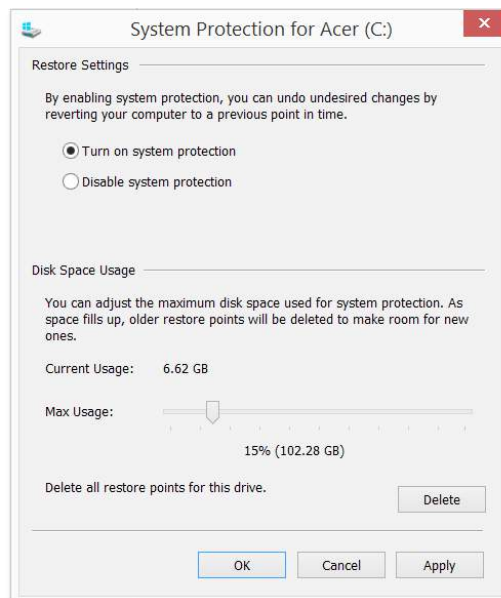 System Protection for Acer (C:)
Restore Settings
By enabling system protection, you can undo undesired changes by
reverting your computer to a previous point in time.
Turn on system protection
Disable system protection
Disk Space Usage
You can adjust the maximum disk space used for system protection. As
space fills up, older restore points will be deleted to make room for new
ones.
Current Usage: 6.62 GB
Max Usage:
15% (102.28 GB)
Delete all restore points for this drive.
Delete
OK Cancel Apply